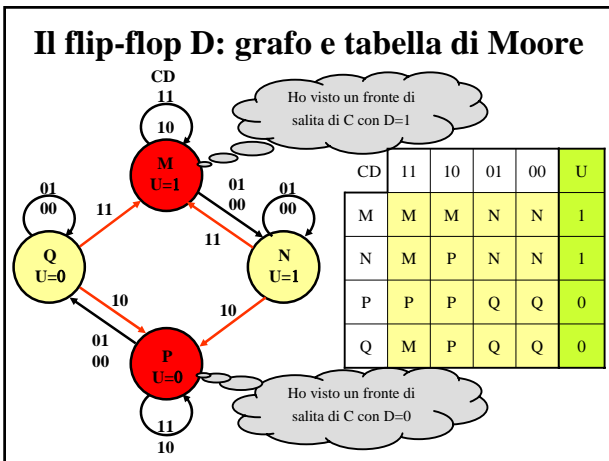 Il flip-flop D: grafo e tabella di Moore
CD
11
10
M
U=1
Ho visto un fronte di
salita di C con D=1
01
00
11
01
00
11
01
00
Q
U=0
N
U=1
10
10
01
00
P
U=0
11
10
Ho visto un fronte di
salita di C con D=0
CD 11 10 01 00 U
M M M N N 1
N M P N N 1
P P P Q Q 0
Q M P Q Q 0